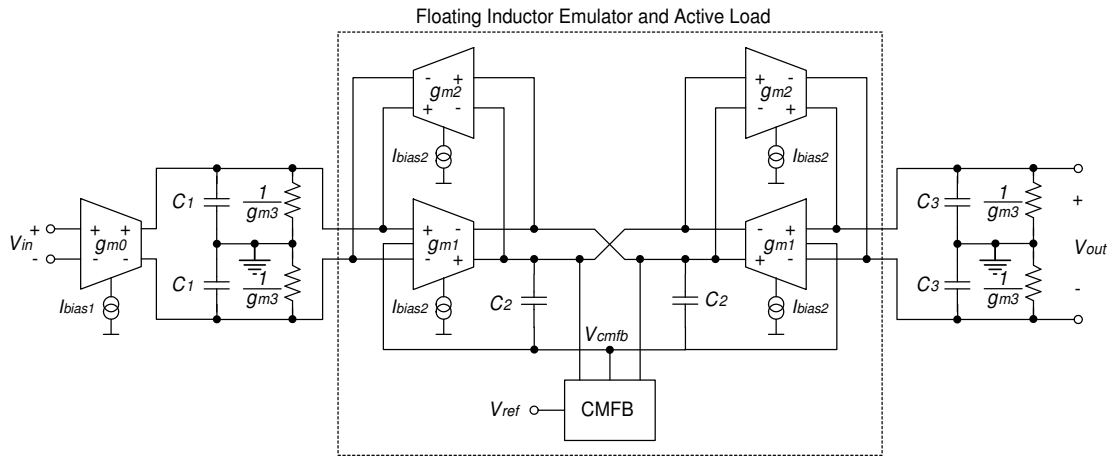 Floating Inductor Emulator and Active Load
- +
gm2
+ -
Ibias2
+ -
gm2
- +
Ibias2
C1
1
gm3
C3
1
gm3
+
Vin
-
+ +
gm0
- -
Ibias1
C1
1
gm3
+ -
gm1
- +
Ibias2
C2
C2
- +
gm1
+ -
Ibias2
C3
1
gm3
+
Vout
-
Vcmfb
Vref
CMFB